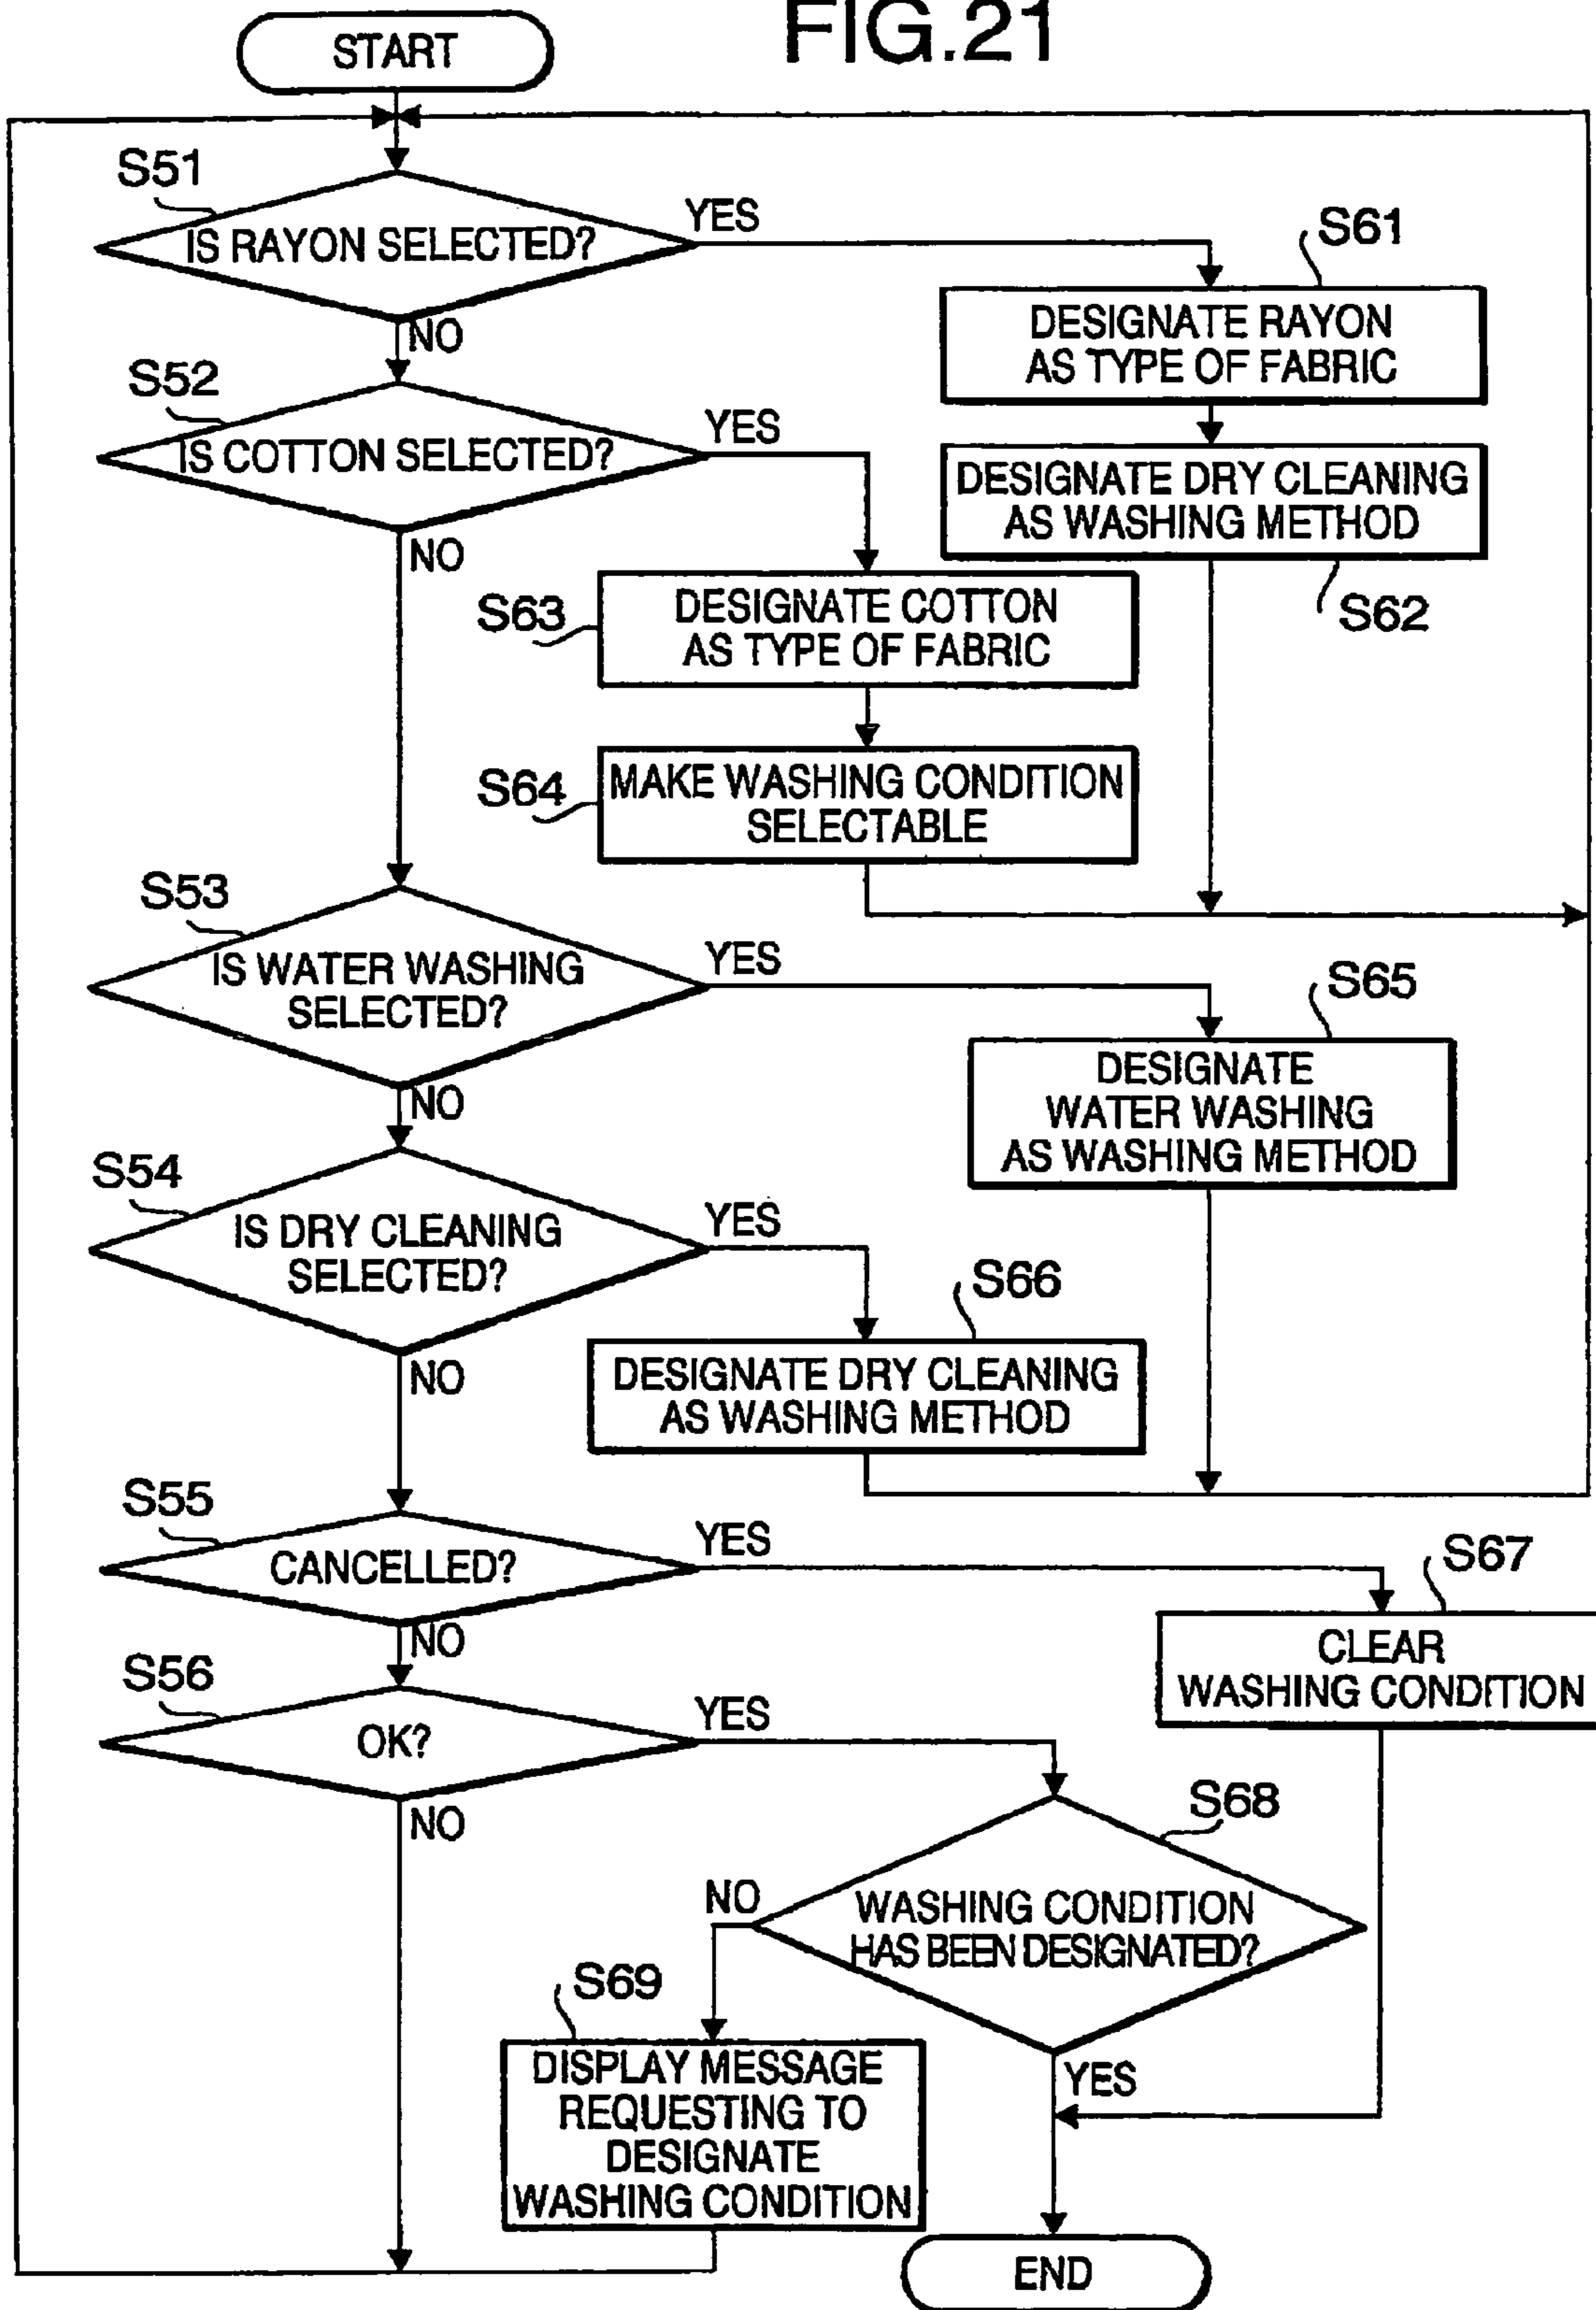 FIG.21
START
S51
IS RAYON SELECTED?
YES
NO
S61
DESIGNATE RAYON
AS TYPE OF FABRIC
S52
IS COTTON SELECTED?
YES
NO
DESIGNATE DRY CLEANING
AS WASHING METHOD
S62
S63
DESIGNATE COTTON
AS TYPE OF FABRIC
S64
MAKE WASHING CONDITION
SELECTABLE
S53
IS WATER WASHING
SELECTED?
YES
NO
S65
DESIGNATE
WATER WASHING
AS WASHING METHOD
S54
IS DRY CLEANING
SELECTED?
YES
NO
S66
DESIGNATE DRY CLEANING
AS WASHING METHOD
S55
CANCELLED?
YES
NO
S67
CLEAR
WASHING CONDITION
S56
OK?
YES
NO
S68
WASHING CONDITION
HAS BEEN DESIGNATED?
NO
YES
S69
DISPLAY MESSAGE
REQUESTING TO
DESIGNATE
WASHING CONDITION
END